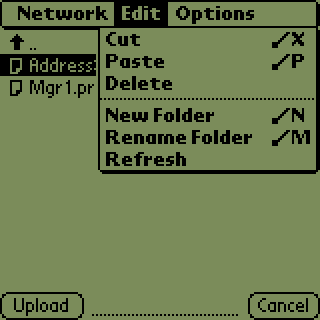 Network Edit Options
..
Cut /X
Address
Paste /P
Mgr1.pr
Delete
New Folder /N
Rename Folder /M
Refresh
Upload Cancel